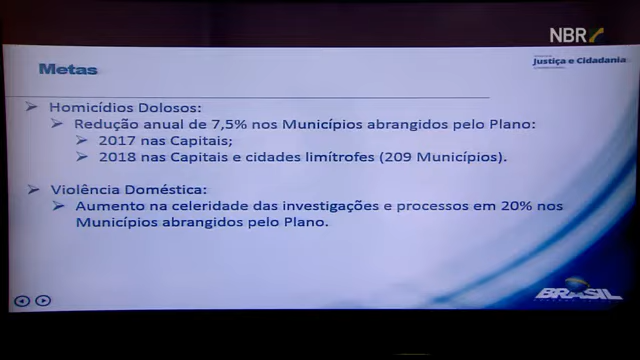 NBR
Justiça e Cidadania
Metas
Homicídios Dolosos:
Redução anual de 7,5% nos Municípios abrangidos pelo Plano:
2017 nas Capitais;
2018 nas Capitais e cidades limítrofes (209 Municípios).
Violência Doméstica:
Aumento na celeridade das investigações e processos em 20% nos
Municípios abrangidos pelo Plano.
BRASIL